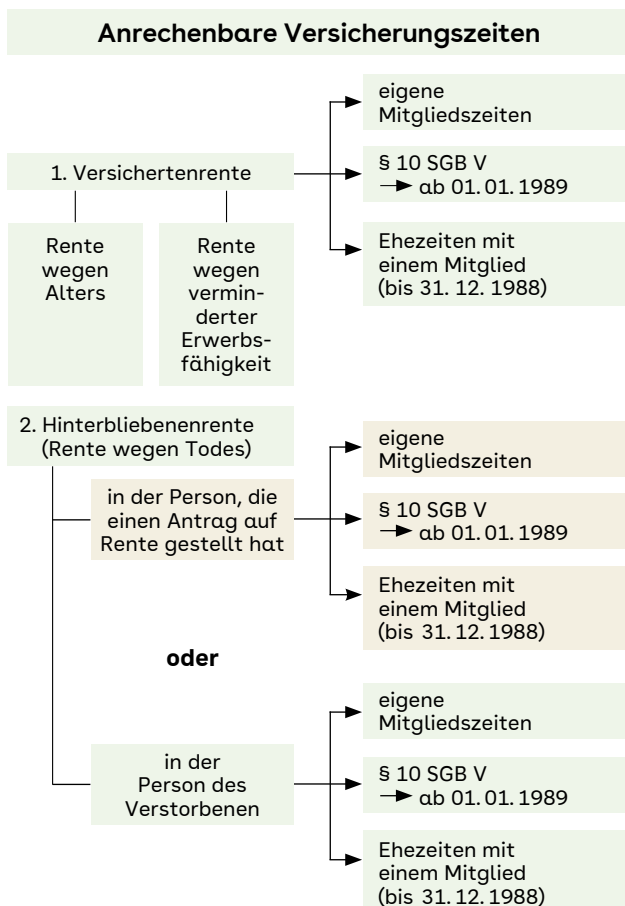 Anrechenbare Versicherungszeiten
1. Versichertenrente
Rente
wegen
Alters
Rente
wegen
vermin-
derter
Erwerbs-
fähigkeit
eigene
Mitgliedszeiten
§ 10 SGB V
→ ab 01.01.1989
Ehezeiten mit
einem Mitglied
(bis 31. 12. 1988)
2. Hinterbliebenenrente
(Rente wegen Todes)
in der Person, die
einen Antrag auf
Rente gestellt hat
eigene
Mitgliedszeiten
§ 10 SGB V
→ ab 01.01.1989
Ehezeiten mit
einem Mitglied
(bis 31.12.1988)
oder
in der
Person des
Verstorbenen
eigene
Mitgliedszeiten
§ 10 SGB V
→ ab 01.01.1989
Ehezeiten mit
einem Mitglied
(bis 31.12.1988)